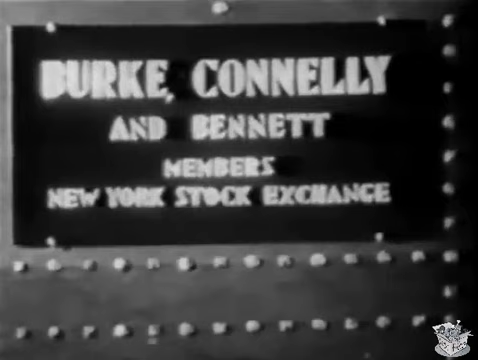 BURKE, CONNELLY
AND BENNETT
MEMBERS
NEW YORK STOCK EXCHANGE